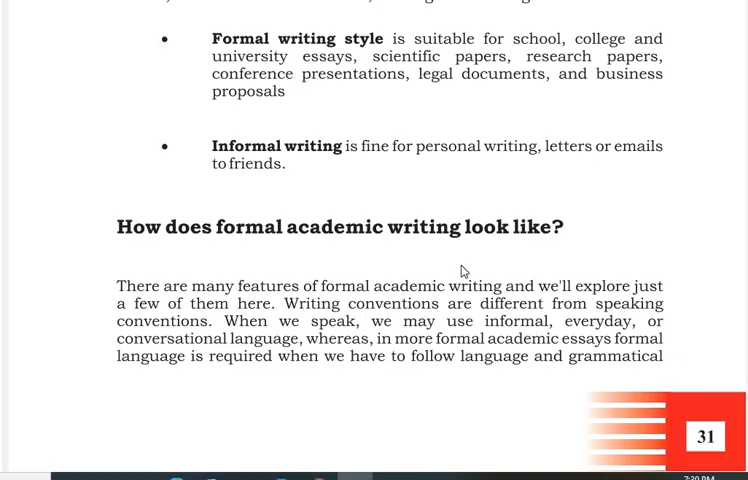 • Formal writing style is suitable for school, college and
university essays, scientific papers, research papers,
conference presentations, legal documents, and business
proposals
• Informal writing is fine for personal writing, letters or emails
to friends.
How does formal academic writing look like?
There are many features of formal academic writing and we'll explore just
a few of them here. Writing conventions are different from speaking
conventions. When we speak, we may use informal, everyday, or
conversational language, whereas, in more formal academic essays formal
language is required when we have to follow language and grammatical
31
7:20 PM